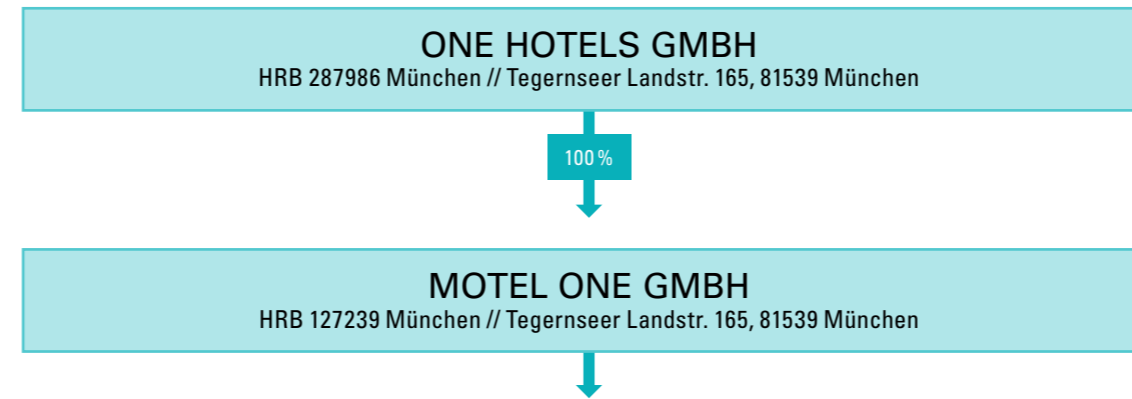 ONE HOTELS GMBH
HRB 287986 München // Tegernseer Landstr. 165, 81539 München
100 %
MOTEL ONE GMBH
HRB 127239 München // Tegernseer Landstr. 165, 81539 München